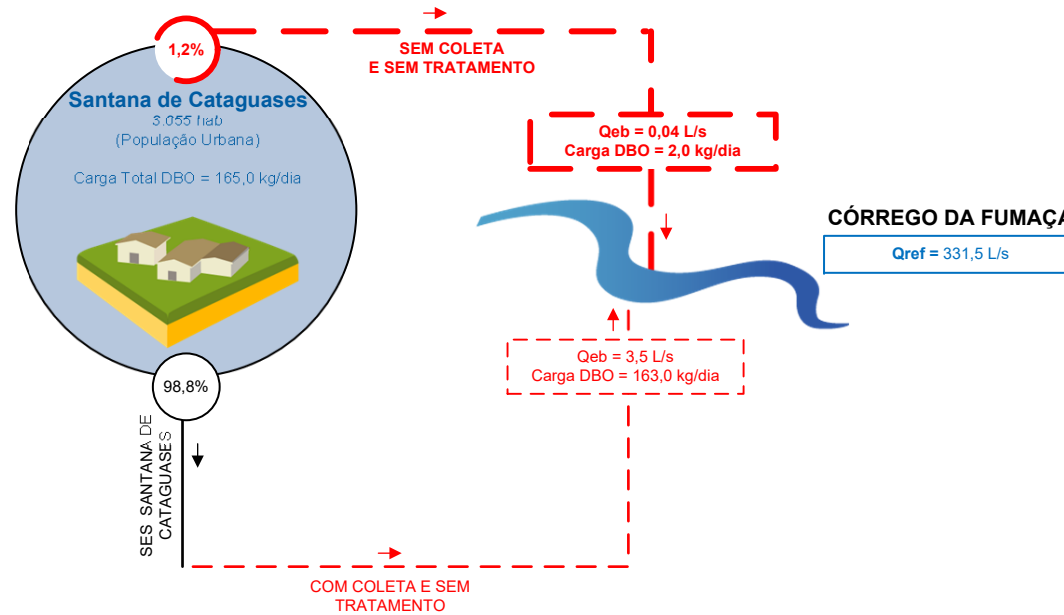 1,2%
SEM COLETA
E SEM TRATAMENTO
Santana de Cataguases
3.055 hab
(População Urbana)
Carga Total DBO = 165,0 kg/dia
Qeb = 0,04 L/s
Carga DBO = 2,0 kg/dia
CÓRREGO DA FUMAÇA
Qref = 331,5 L/s
Qeb = 3,5 L/s
Carga DBO = 163,0 kg/dia
98,8%
SES SANTANA DE
CATAGUASES
COM COLETA E SEM
TRATAMENTO